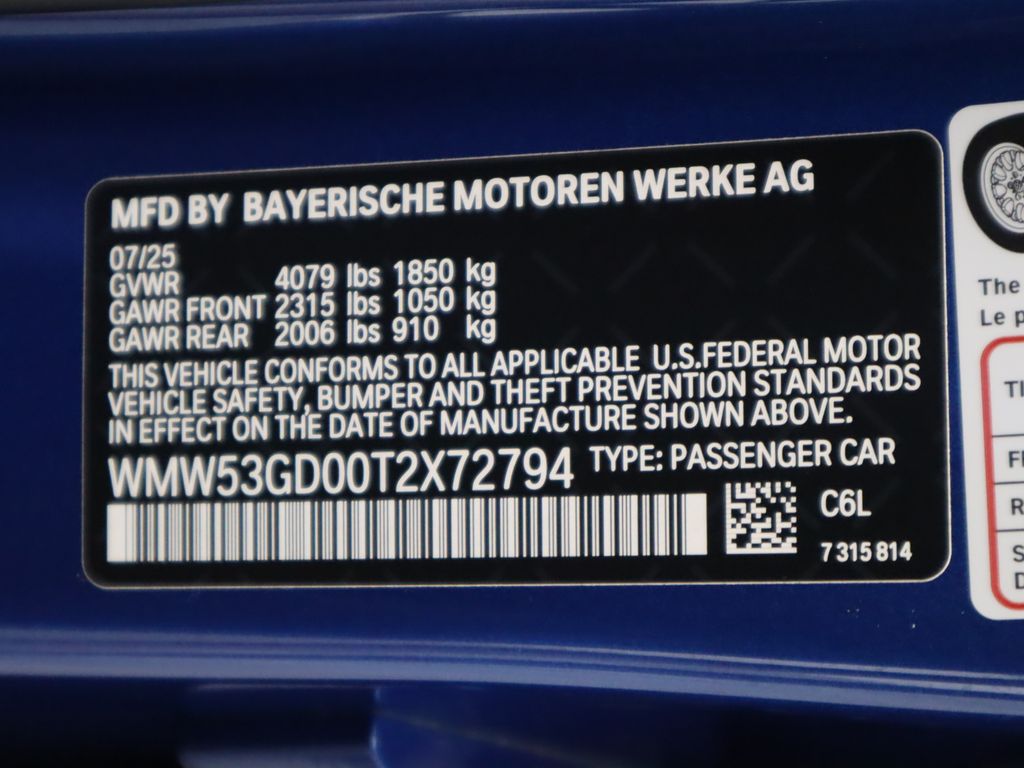 MFD BY BAYERISCHE MOTOREN WERKE AG
07/25
GVWR 4079 lbs 1850 kg
GAWR FRONT 2315 lbs 1050 kg
GAWR REAR 2006 lbs 910 kg
THIS VEHICLE CONFORMS TO ALL APPLICABLE U.S.FEDERAL MOTOR
VEHICLE SAFETY, BUMPER AND THEFT PREVENTION STANDARDS
IN EFFECT ON THE DATE OF MANUFACTURE SHOWN ABOVE.
WMW53GD00T2X72794 TYPE: PASSENGER CAR
C6L
7 315 814
The
Le